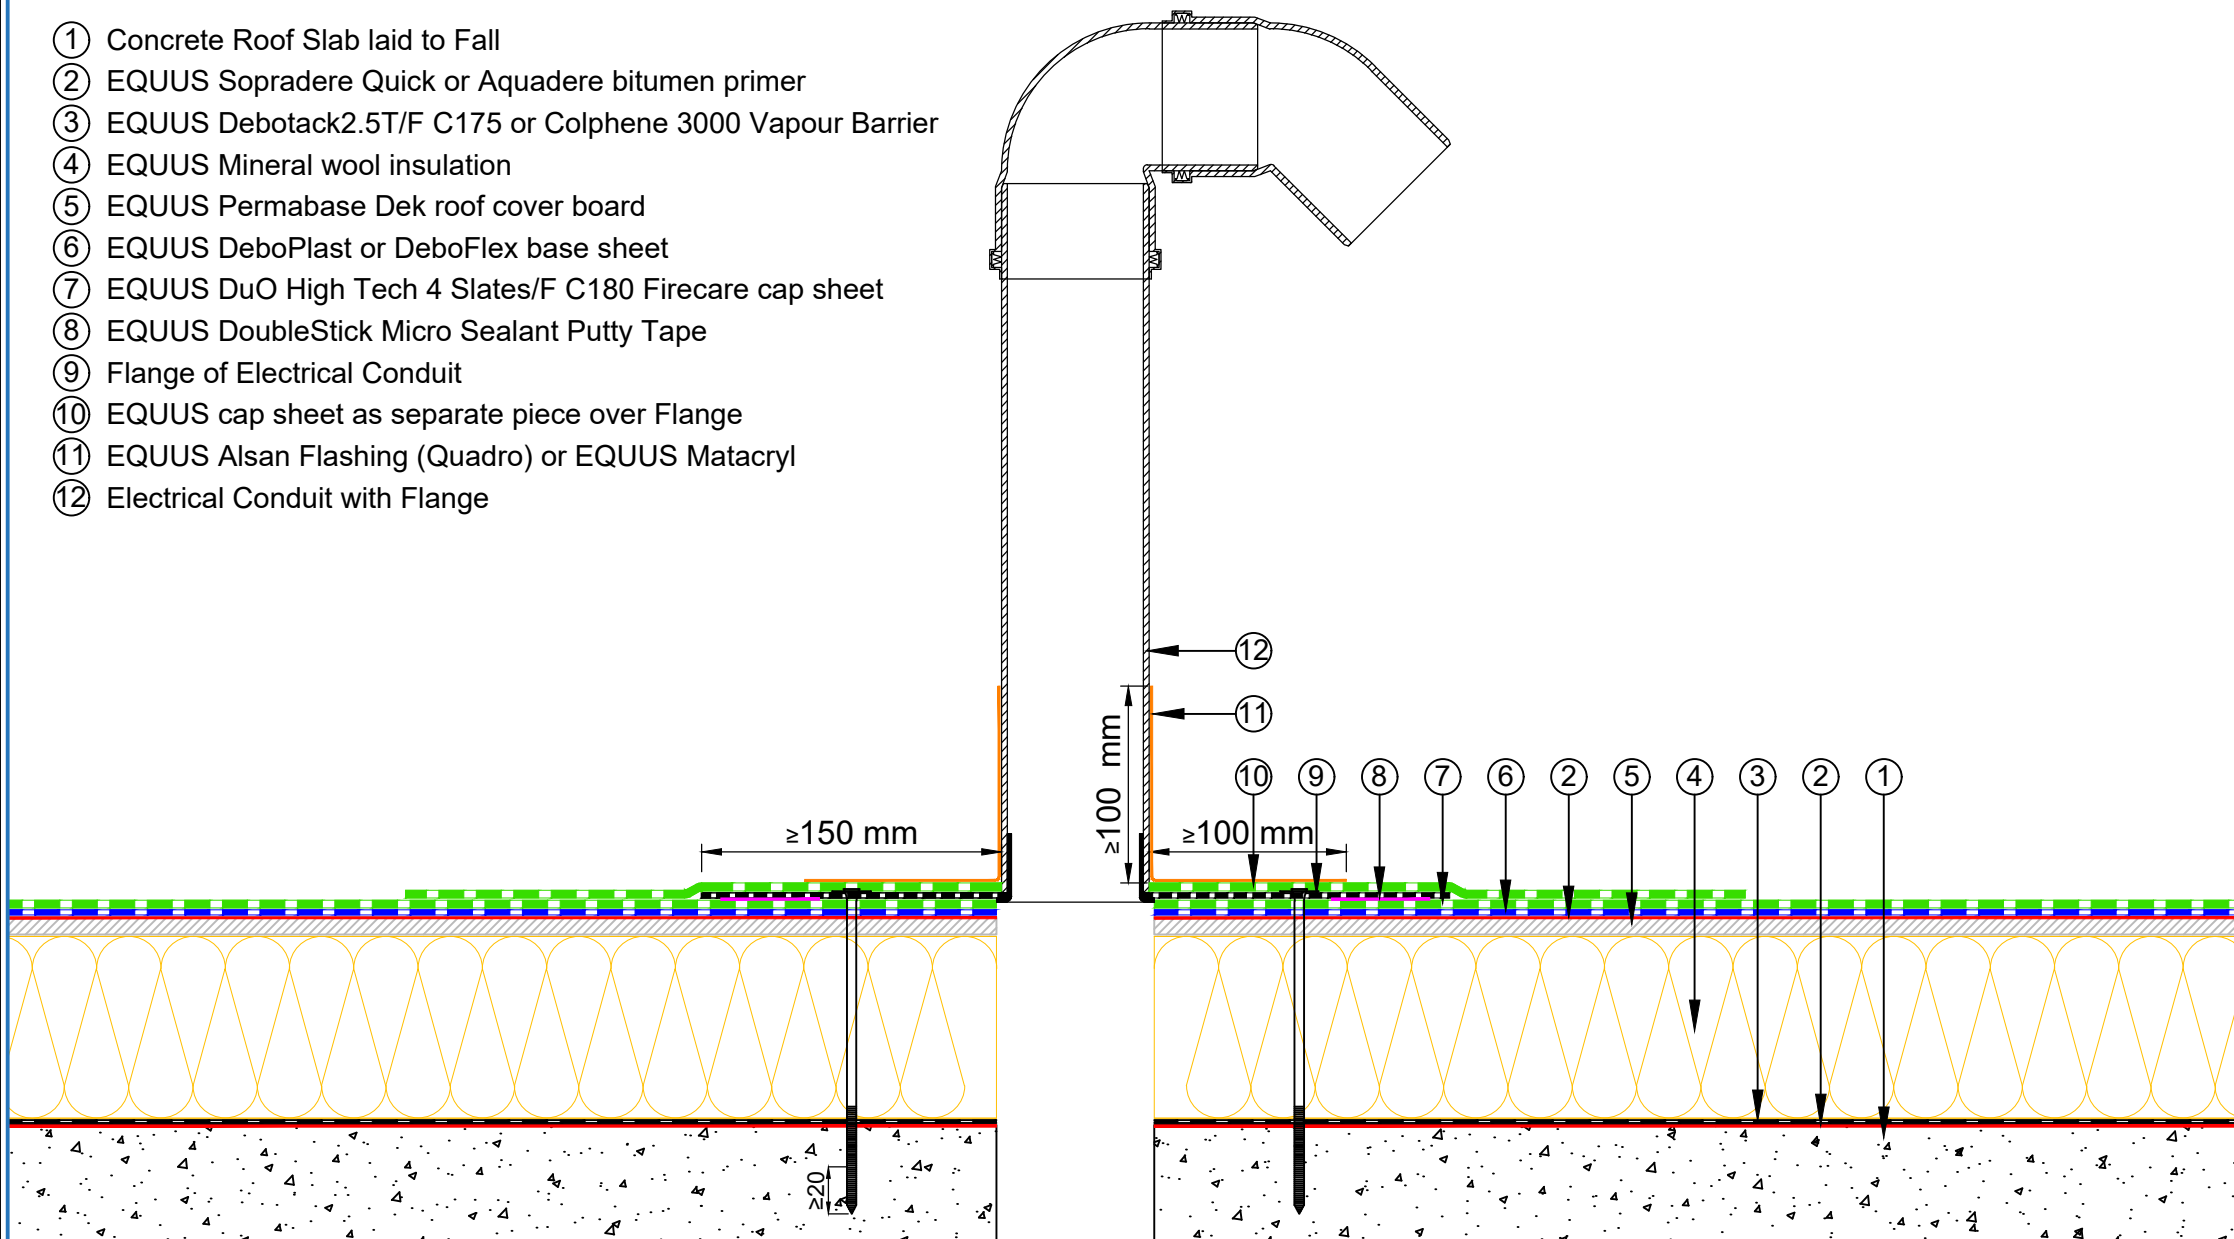 1 Concrete Roof Slab laid to Fall
2 EQUUS Sopradere Quick or Aquadere bitumen primer
3 EQUUS Debotack2.5T/F C175 or Colphene 3000 Vapour Barrier
4 EQUUS Mineral wool insulation
5 EQUUS Permabase Dek roof cover board
6 EQUUS DeboPlast or DeboFlex base sheet
7 EQUUS DuO High Tech 4 Slates/F C180 Firecare cap sheet
8 EQUUS DoubleStick Micro Sealant Putty Tape
9 Flange of Electrical Conduit
10 EQUUS cap sheet as separate piece over Flange
11 EQUUS Alsan Flashing (Quadro) or EQUUS Matacryl
12 Electrical Conduit with Flange
12
11
≥100 mm
10 9 8 7 6 2 5 4 3 2 1
≥150 mm
≥100 mm
≥20